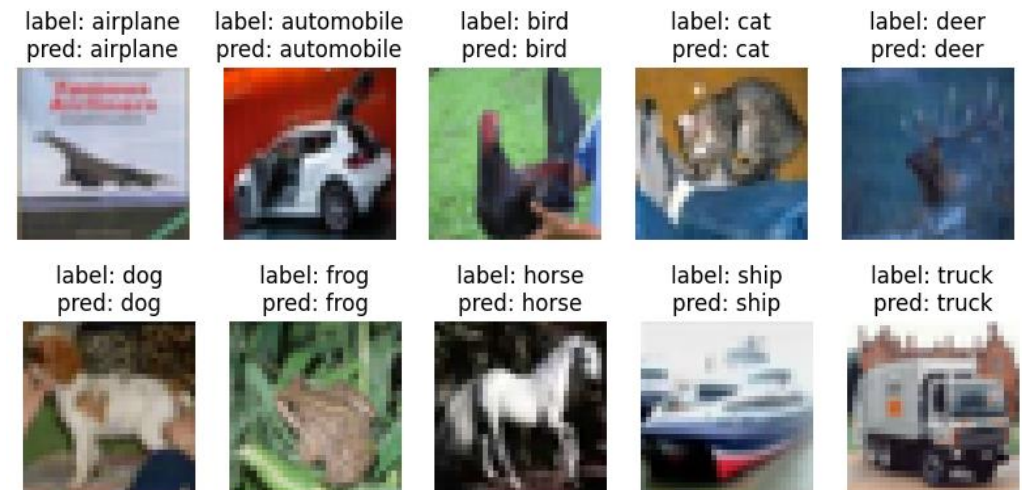 label: airplane
pred: airplane
label: automobile
pred: automobile
label: bird
pred: bird
label: cat
pred: cat
label: deer
pred: deer
label: dog
pred: dog
label: frog
pred: frog
label: horse
pred: horse
label: ship
pred: ship
label: truck
pred: truck